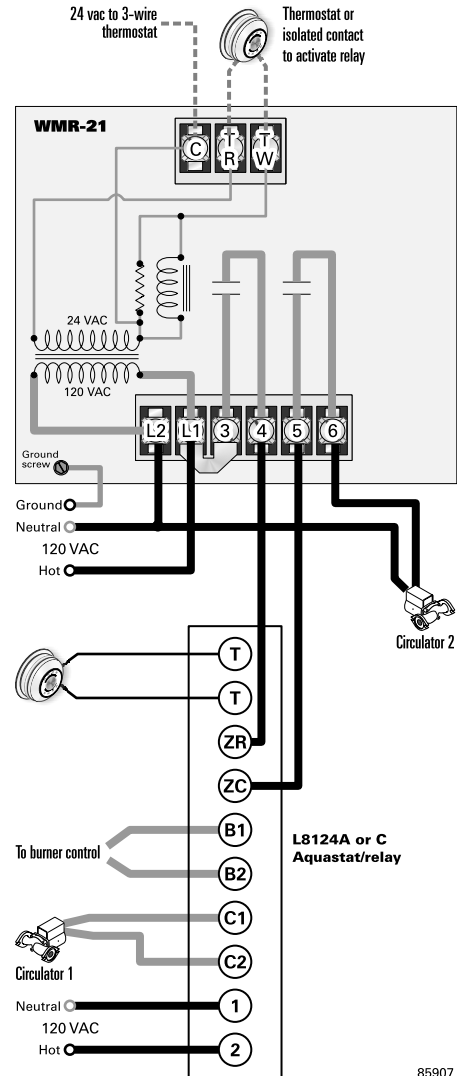 24 vac to 3-wire
thermostat
Thermostat or
isolated contact
to activate relay
WMR-21
C
T
R
T
W
24 VAC
120 VAC
L2
L1
3
4
5
6
Ground
screw
Ground
Neutral
120 VAC
Hot
Circulator 2
T
T
ZR
ZC
B1
To burner control
L8124A or C
Aquastat/relay
B2
C1
Circulator 1
C2
Neutral
1
120 VAC
Hot
2
85907